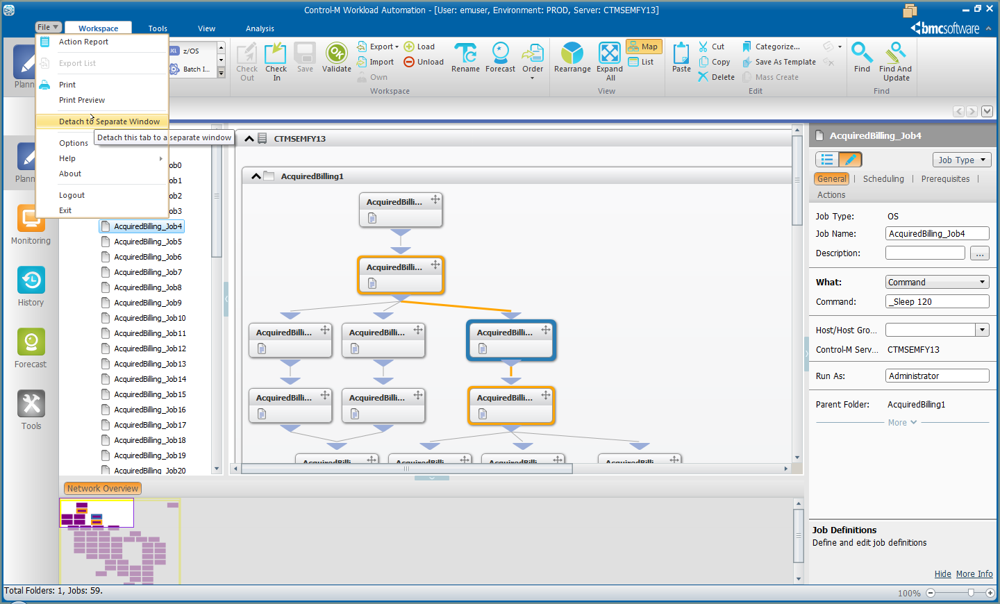 Control-M Workload Automation - [User: emuser, Environment: PROD, Server: CTMSEMFY13]
File
Workspace
Tools
View
Analysis
bmcsoftware
Action Report
Export List
Print
Print Preview
Detach to Separate Window
Detach this tab to a separate window
Options
Help
About
Logout
Exit
z/OS
Batch I...
Check Out
Check In
Save
Validate
Export
Import
Own
Load
Unload
Rename
Forecast
Order
Workspace
Rearrange
Expand All
Map
List
View
Paste
Cut
Copy
Delete
Categorize...
Save As Template
Mass Create
Edit
Find
Find And Update
Find
Monitoring
History
Forecast
Tools
AcquiredBilling_Job4
AcquiredBilling_Job5
AcquiredBilling_Job6
AcquiredBilling_Job7
AcquiredBilling_Job8
AcquiredBilling_Job9
AcquiredBilling_Job10
AcquiredBilling_Job11
AcquiredBilling_Job12
AcquiredBilling_Job13
AcquiredBilling_Job14
AcquiredBilling_Job15
AcquiredBilling_Job16
AcquiredBilling_Job17
AcquiredBilling_Job18
AcquiredBilling_Job19
AcquiredBilling_Job20
CTMSEMFY13
AcquiredBilling1
AcquiredBilli...
AcquiredBilli...
AcquiredBilli...
AcquiredBilli...
AcquiredBilli...
AcquiredBilli...
AcquiredBilli...
AcquiredBilli...
AcquiredBilli...
AcquiredBilli...
AcquiredBilli...
AcquiredBilli...
AcquiredBilling_Job4
Job Type
General | Scheduling | Prerequisites |
Actions
Job Type: OS
Job Name: AcquiredBilling_Job4
Description: ...
What: Command
Command: _Sleep 120
Host/Host Gro...
Control-M Serv... CTMSEMFY13
Run As: Administrator
Parent Folder: AcquiredBilling1
More
Job Definitions
Define and edit job definitions
Hide More Info
Network Overview
Total Folders: 1, Jobs: 59.
100%